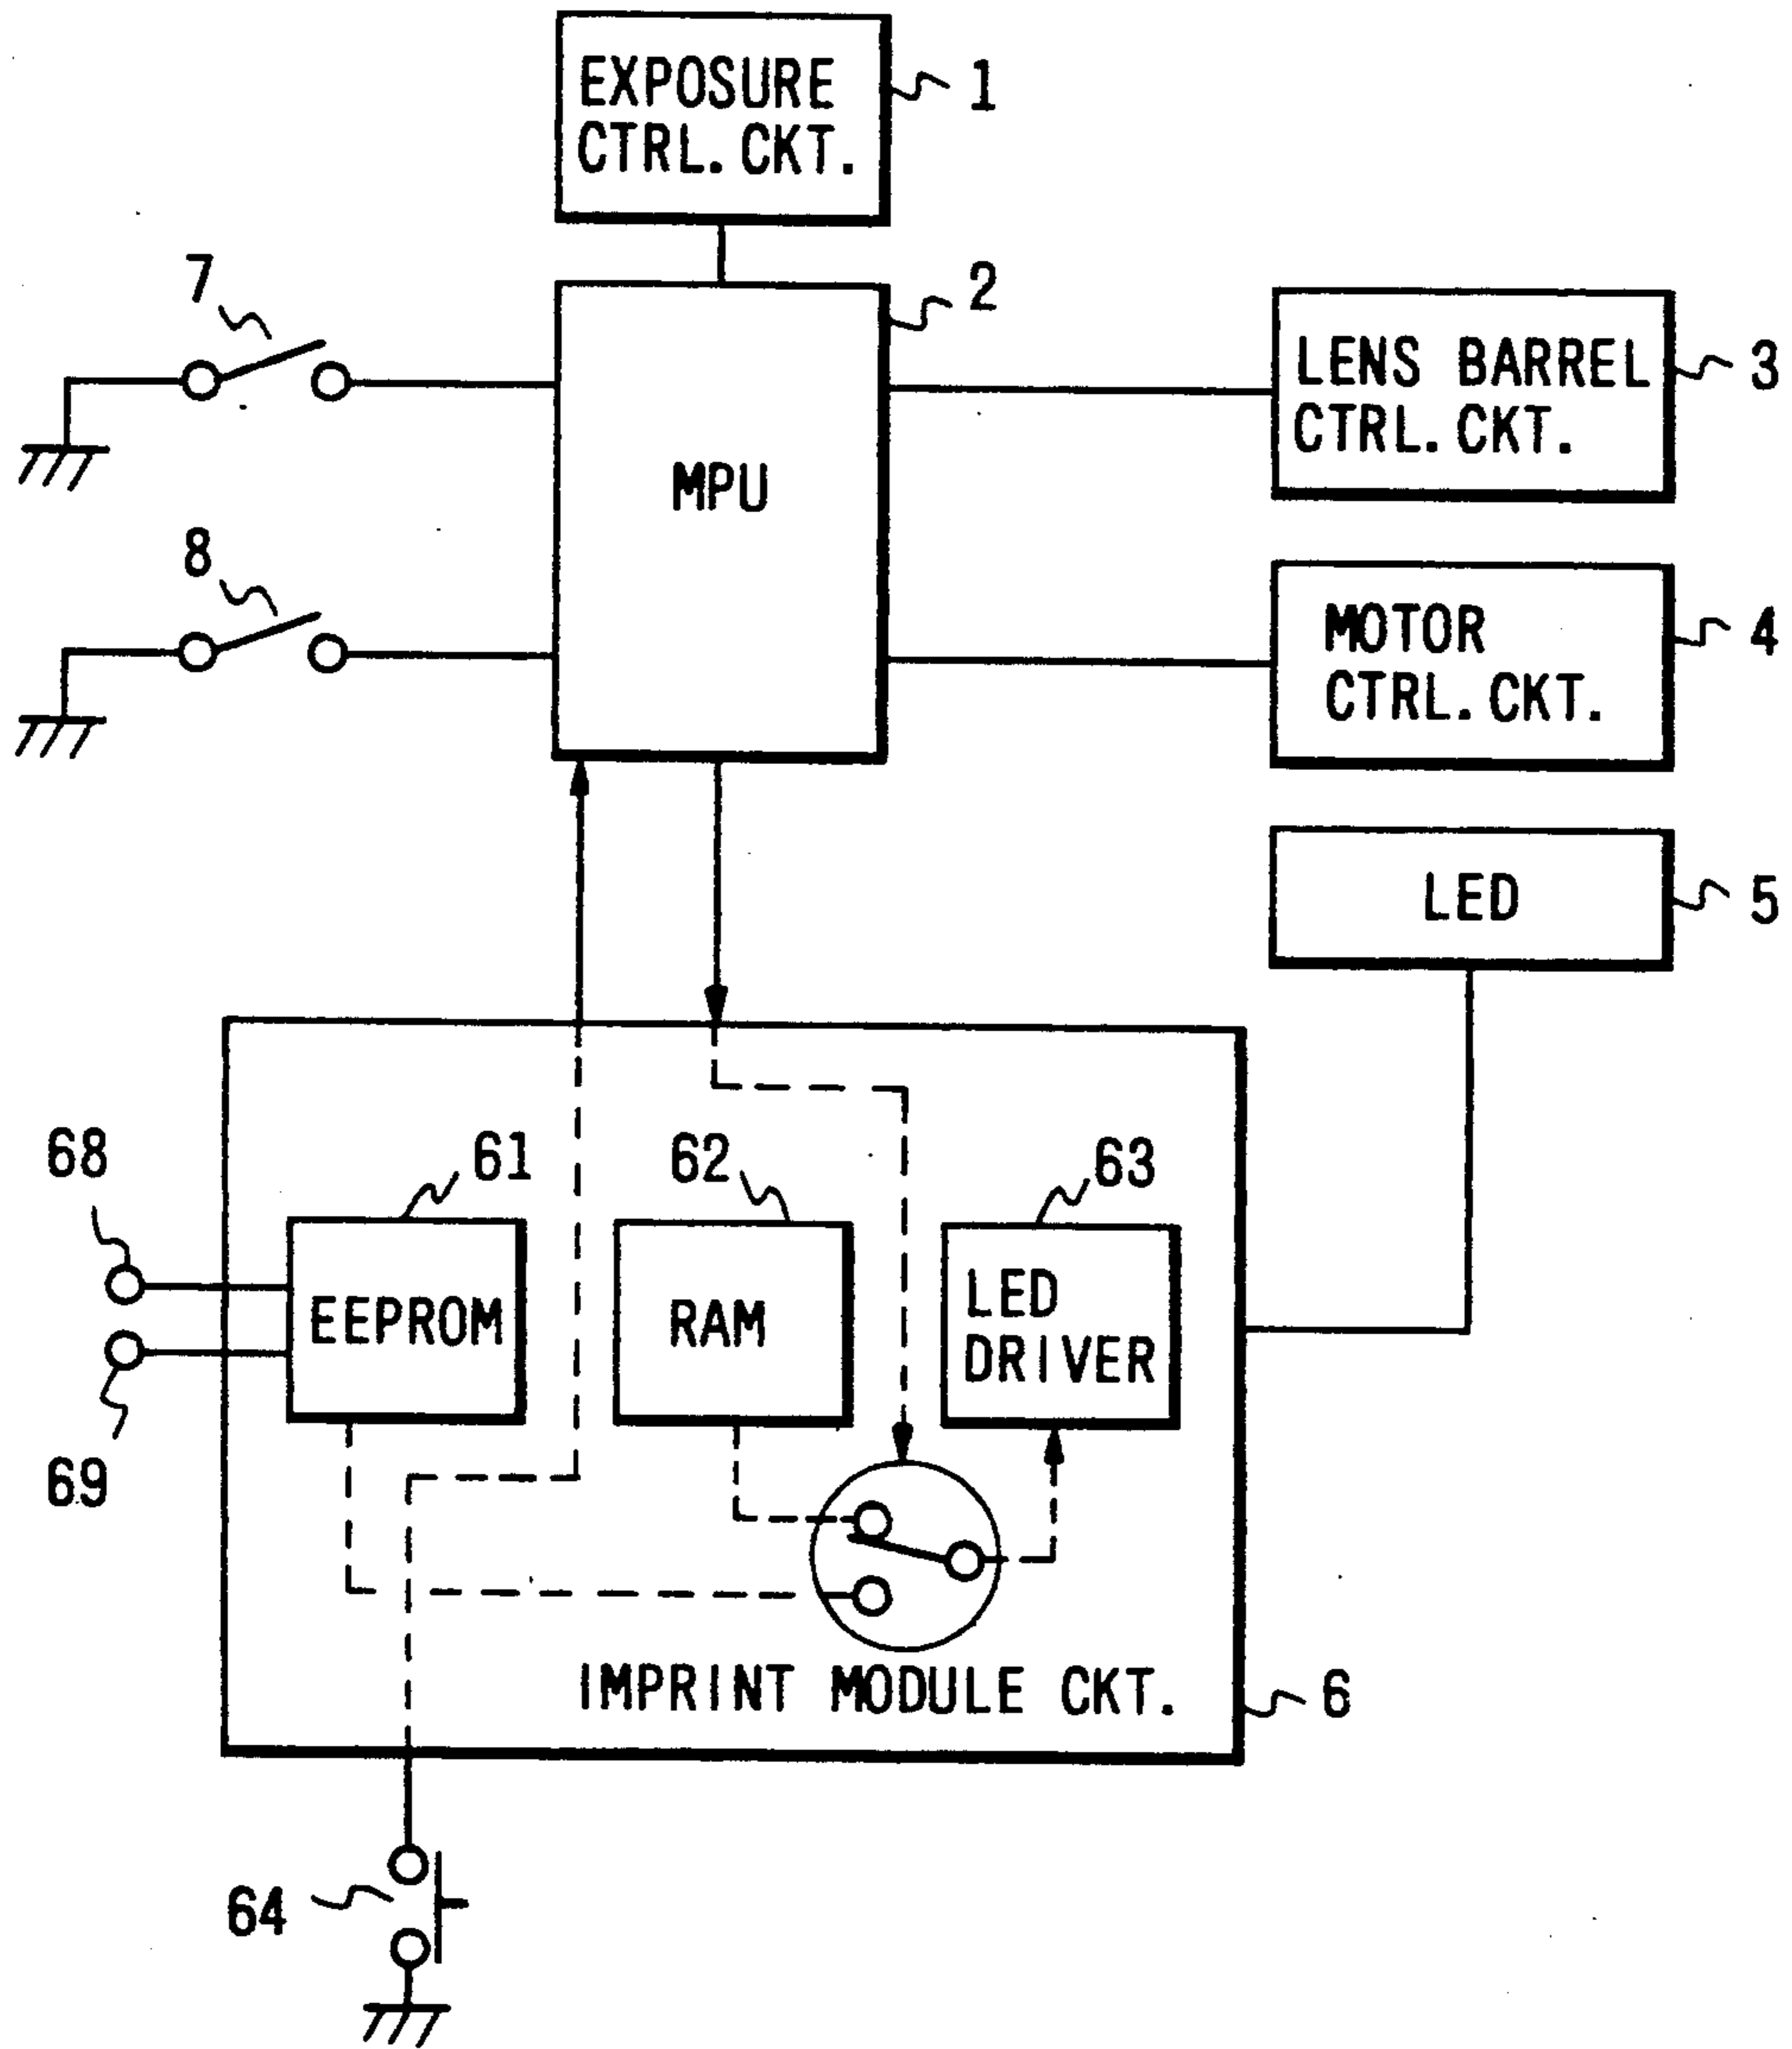 EXPOSURE
CTRL. CKT.
1
7
2
LENS BARREL
CTRL. CKT.
3
MPU
8
MOTOR
CTRL. CKT.
4
LED
5
68
61
62
63
EEPROM
RAM
LED
DRIVER
69
IMPRINT MODULE CKT.
6
64